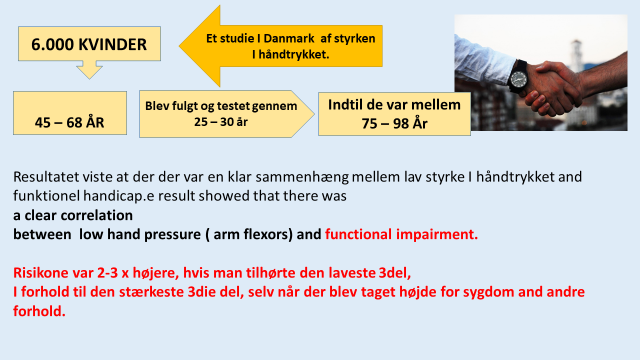 6.000 KVINDER
Et studie I Danmark af styrken
I håndtrykket.
45 – 68 ÅR
Blev fulgt og testet gennem
25 – 30 år
Indtil de var mellem
75 – 98 År
Resultatet viste at der der var en klar sammenhæng mellem lav styrke I håndtrykket and
funktionel handicap.e result showed that there was
a clear correlation
between low hand pressure ( arm flexors) and functional impairment.
Risikone var 2-3 x højere, hvis man tilhørte den laveste 3del,
I forhold til den stærkeste 3die del, selv når der blev taget højde for sygdom and andre
forhold.